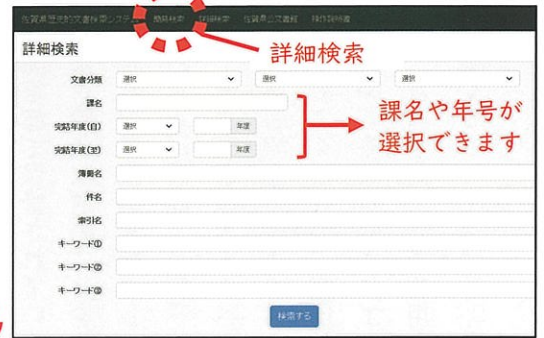 佐賀県歴史的文書検索システム 簡易検索 詳細検索 佐賀県公文書館 操作説明書
詳細検索
詳細検索
文書分類 選択 選択 選択
課名
完結年度(自) 選択 年度
完結年度(至) 選択 年度
課名や年号が
選択できます
簿冊名
件名
索引名
キーワード①
キーワード②
キーワード③
検索する